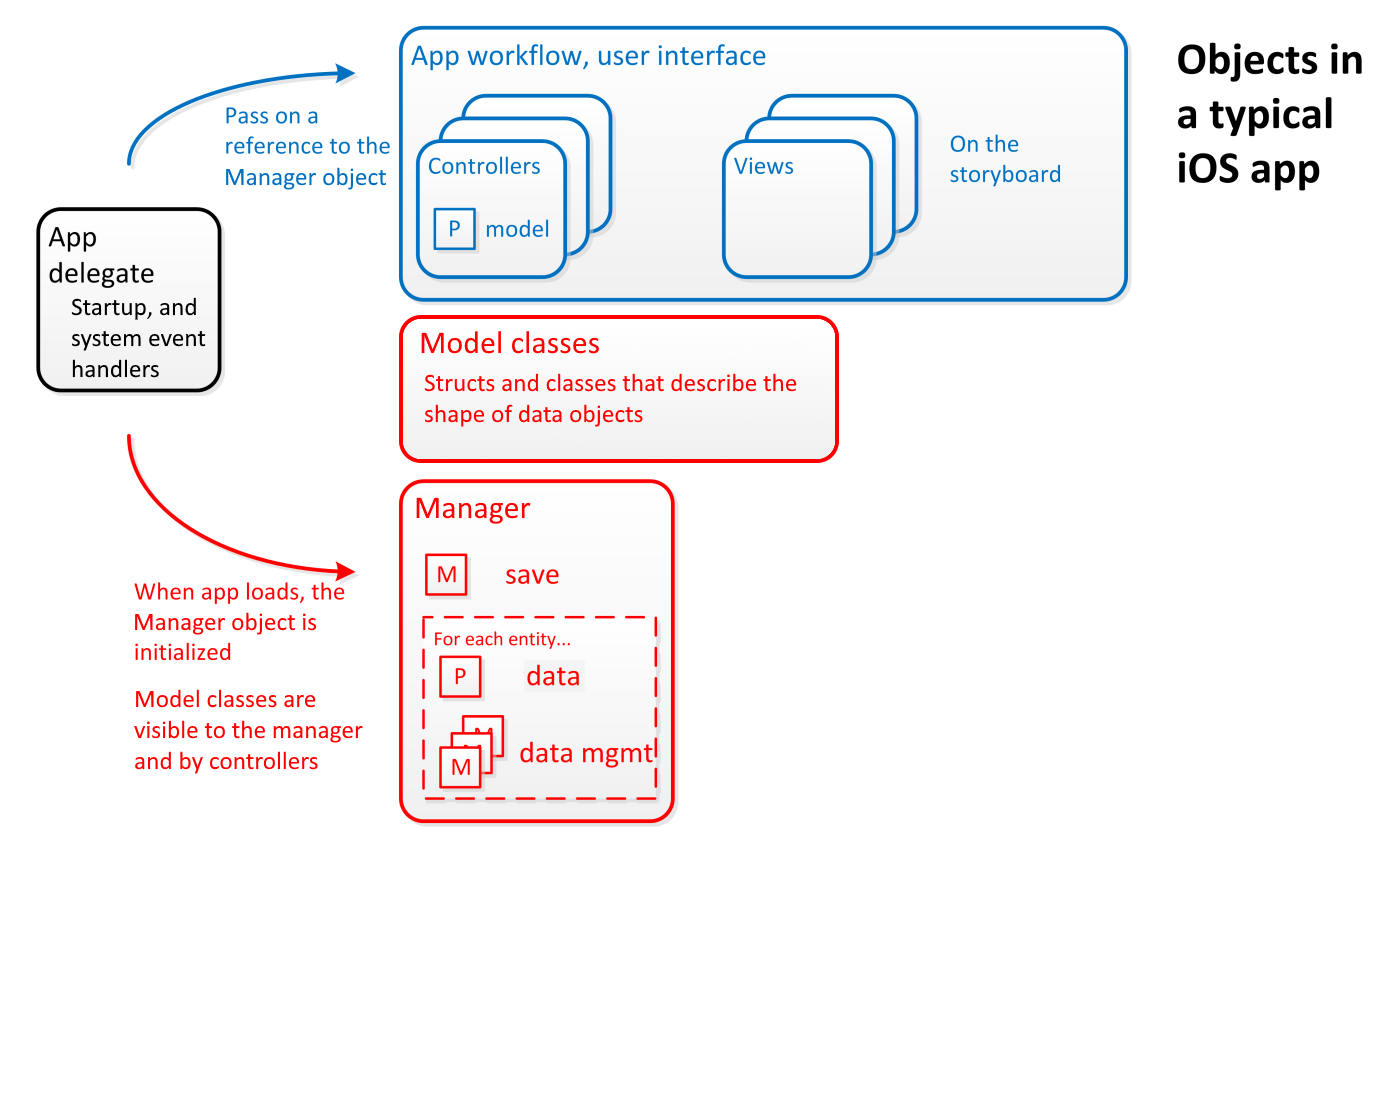 Objects in
a typical
iOS app
App workflow, user interface
Pass on a
reference to the
Manager object
Controllers
P model
Views
On the
storyboard
App
delegate
Startup, and
system event
handlers
Model classes
Structs and classes that describe the
shape of data objects
Manager
M save
For each entity...
P data
M
M
M data mgmt
When app loads, the
Manager object is
initialized
Model classes are
visible to the manager
and by controllers